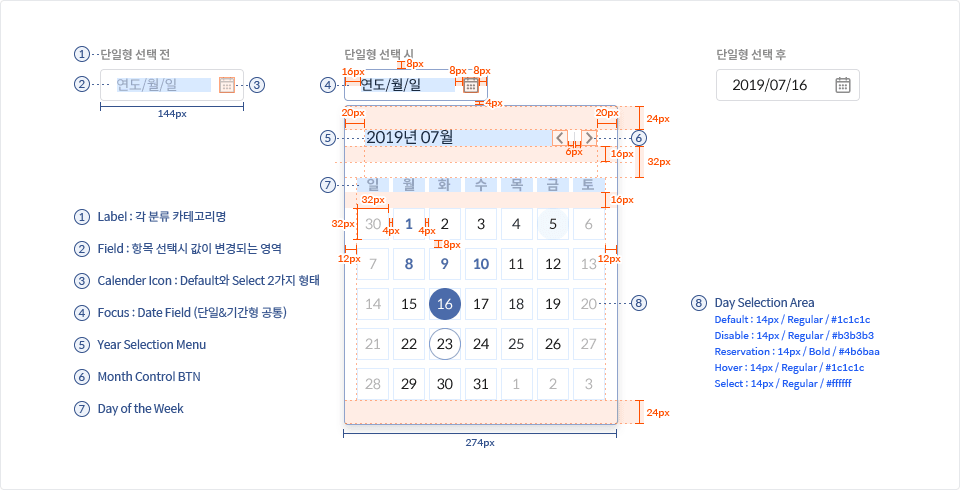 단일형 선택 전
단일형 선택 시
단일형 선택 후
1
2
연도/월/일
3
144px
16px
8px
8px
8px
4
연도/월/일
4px
2019/07/16
20px
20px
24px
5
2019년 07월
6
6px
16px
32px
7
일 월 화 수 목 금 토
16px
32px
32px
4px
4px
30 1 2 3 4 5 6
8px
12px
12px
7 8 9 10 11 12 13
14 15 16 17 18 19 20
8
21 22 23 24 25 26 27
28 29 30 31 1 2 3
24px
274px
1 Label : 각 분류 카테고리명
2 Field : 항목 선택시 값이 변경되는 영역
3 Calender Icon : Default와 Select 2가지 형태
4 Focus : Date Field (단일&기간형 공통)
5 Year Selection Menu
6 Month Control BTN
7 Day of the Week
8 Day Selection Area
Default : 14px / Regular / #1c1c1c
Disable : 14px / Regular / #b3b3b3
Reservation : 14px / Bold / #4b6baa
Hover : 14px / Regular / #1c1c1c
Select : 14px / Regular / #ffffff